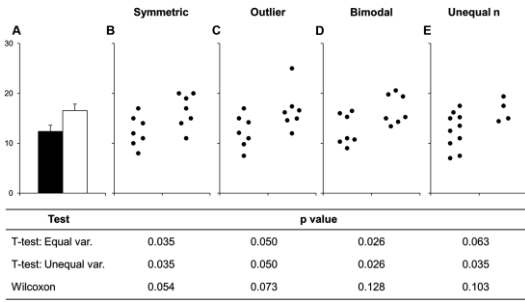 Symmetric Outlier Bimodal Unequal n
A B C D E
30
20
10
0
Test p value
T-test: Equal var. 0.035 0.050 0.026 0.063
T-test: Unequal var. 0.035 0.050 0.026 0.035
Wilcoxon 0.054 0.073 0.128 0.103